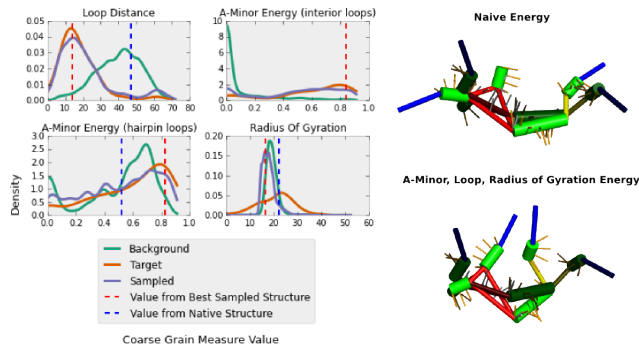 Loop Distance
A-Minor Energy (interior loops)
Naive Energy
0.05
0.04
0.03
0.02
0.01
0.00
0 10 20 30 40 50 60 70 80
10
8
6
4
2
0
0.0 0.2 0.4 0.6 0.8 1.0
A-Minor Energy (hairpin loops)
Radius Of Gyration
3.0
2.5
2.0
1.5
1.0
0.5
0.0
0.0 0.2 0.4 0.6 0.8 1.0
0.20
0.15
0.10
0.05
0.00
0 10 20 30 40 50 60
Density
A-Minor, Loop, Radius of Gyration Energy
Background
Target
Sampled
Value from Best Sampled Structure
Value from Native Structure
Coarse Grain Measure Value